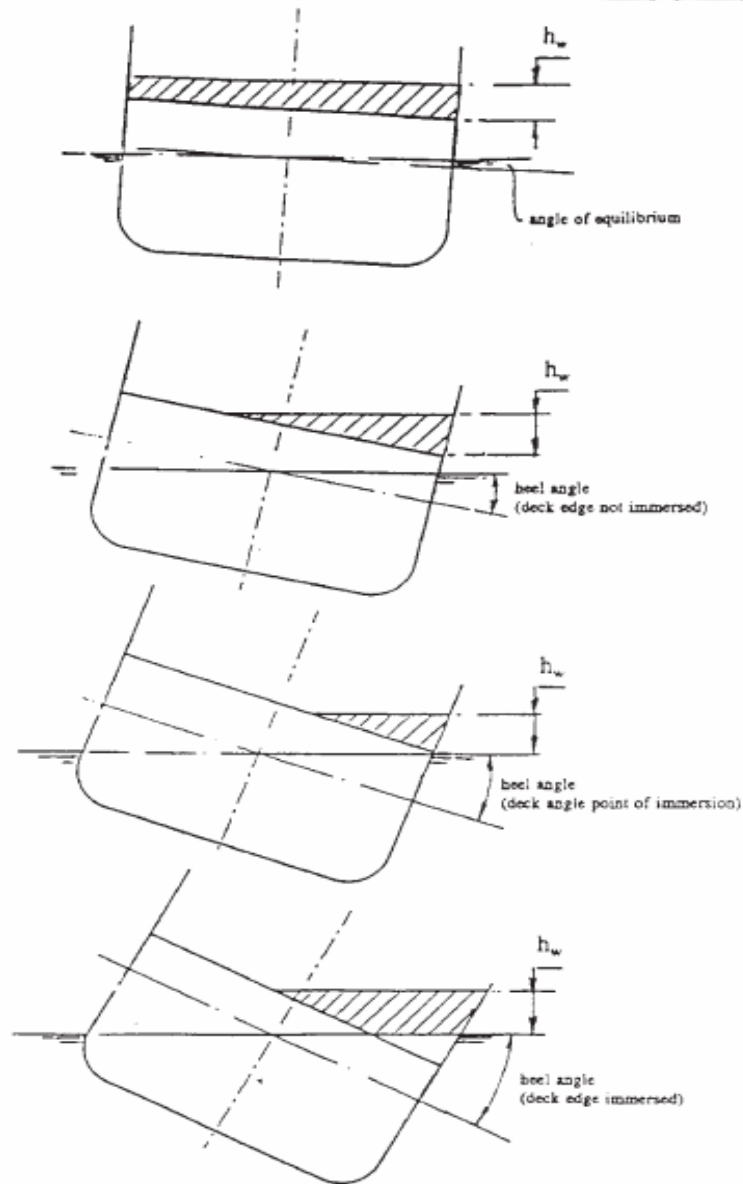 h_w
angle of equilibrium
h_w
heel angle
(deck edge not immersed)
h_w
heel angle
(deck angle point of immersion)
h_w
heel angle
(deck edge immersed)